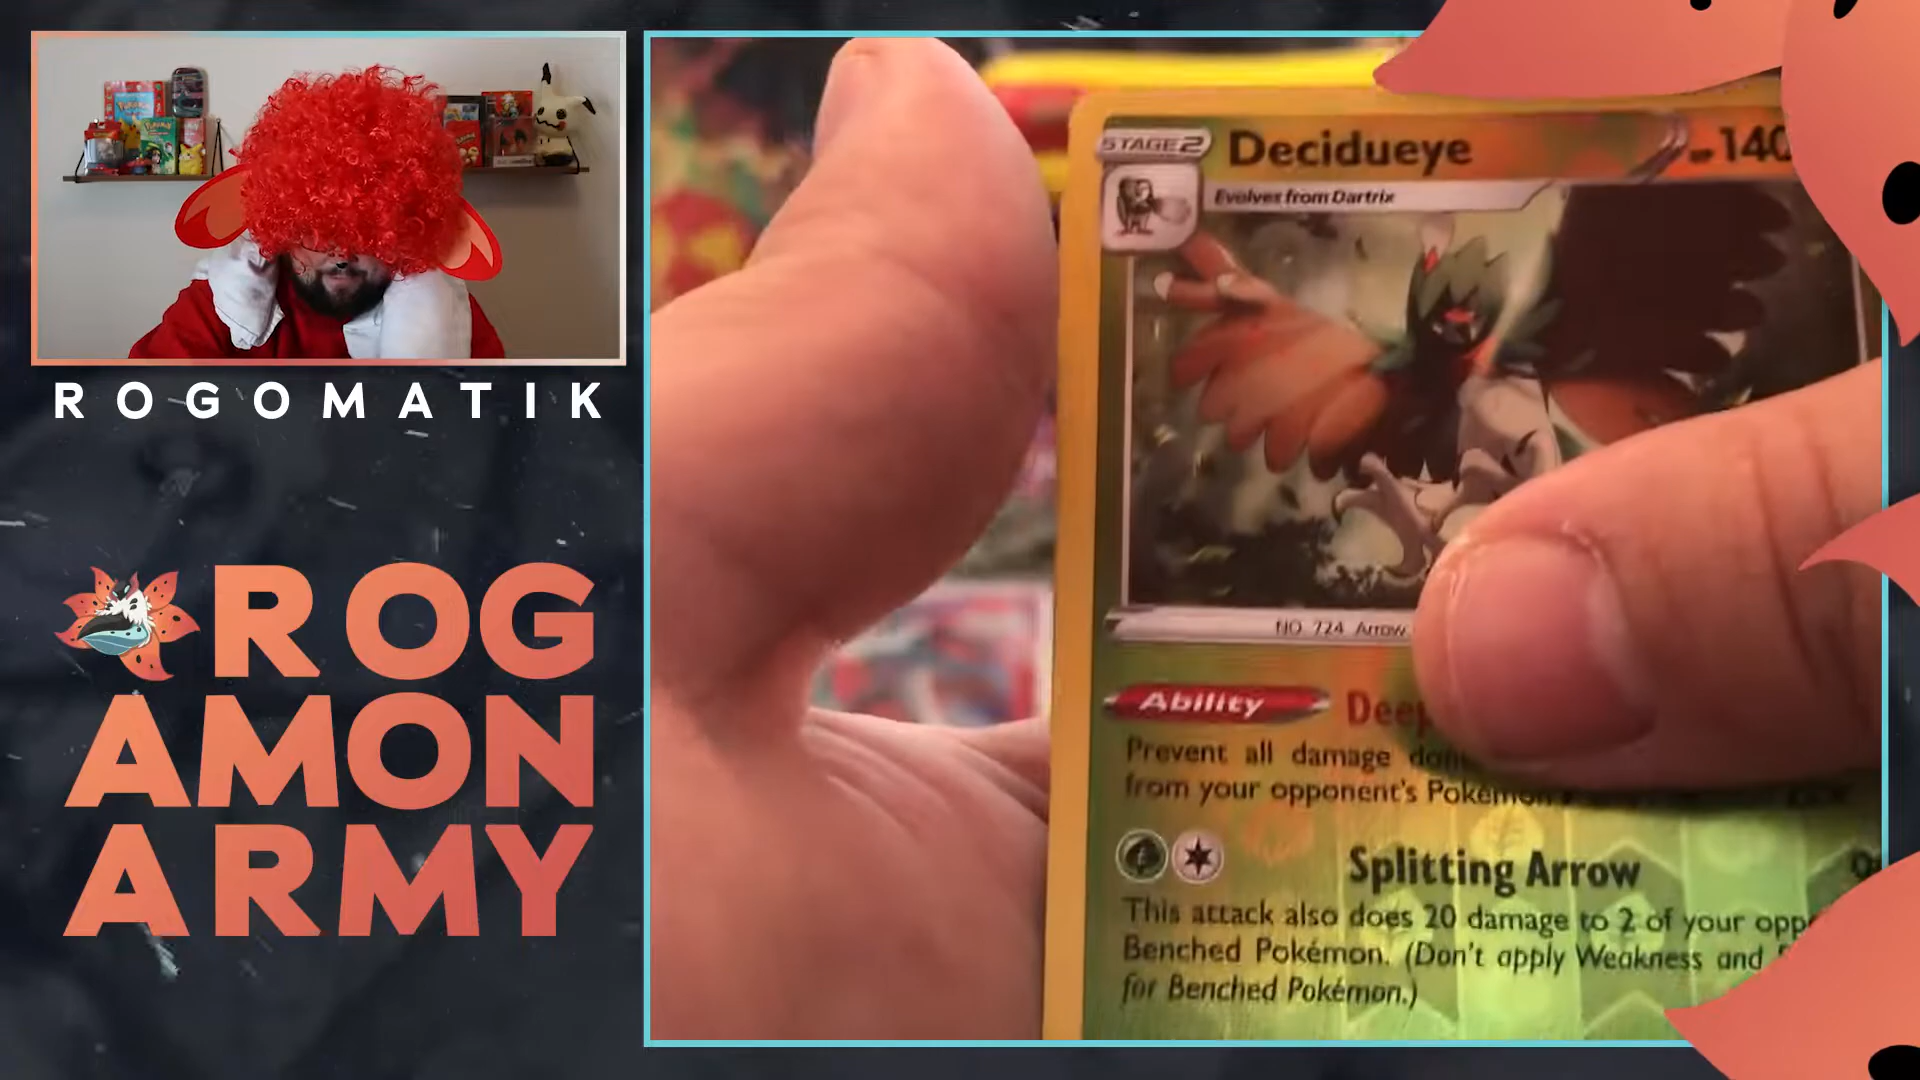 ROGOMATIK
ROG
AMON
ARMY
STAGE 2
Decidueye
HP 140
Evolves from Dartrix
NO. 724 Arrow
Ability
Prevent all damage
from your opponent's Pokémon
Splitting Arrow
This attack also does 20 damage to 2 of your
Benched Pokémon. (Don't apply Weakness and
for Benched Pokémon.)